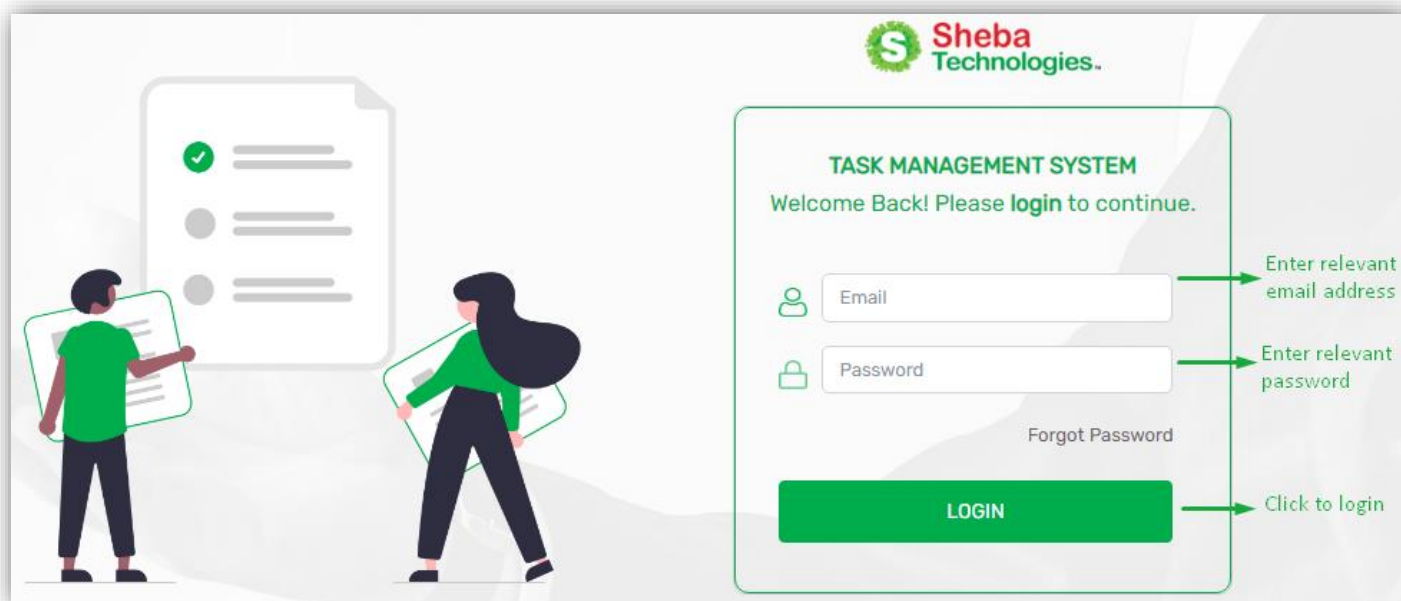 Sheba
Technologies
TASK MANAGEMENT SYSTEM
Welcome Back! Please login to continue.
Email
Enter relevant
email address
Password
Enter relevant
password
Forgot Password
LOGIN
Click to login